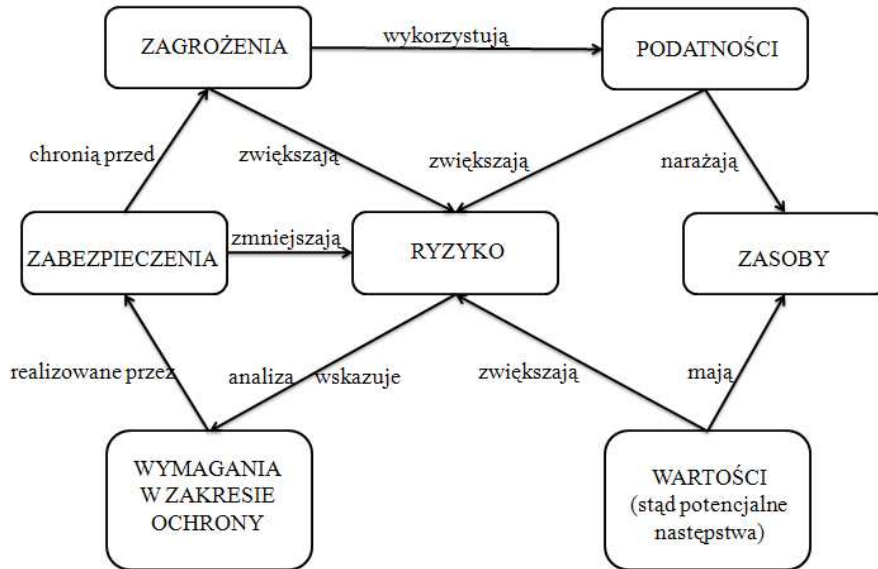 ZAGROŻENIA
wykorzystują
PODATNOŚCI
chronią przed
zwiększają
zwiększają
narażają
ZABEZPIECZENIA
zmniejszają
RYZYKO
ZASOBY
realizowane przez
analiza wskazuje
zwiększają
mają
WYMAGANIA
W ZAKRESIE
OCHRONY
WARTOŚCI
(stąd potencjalne
następstwa)